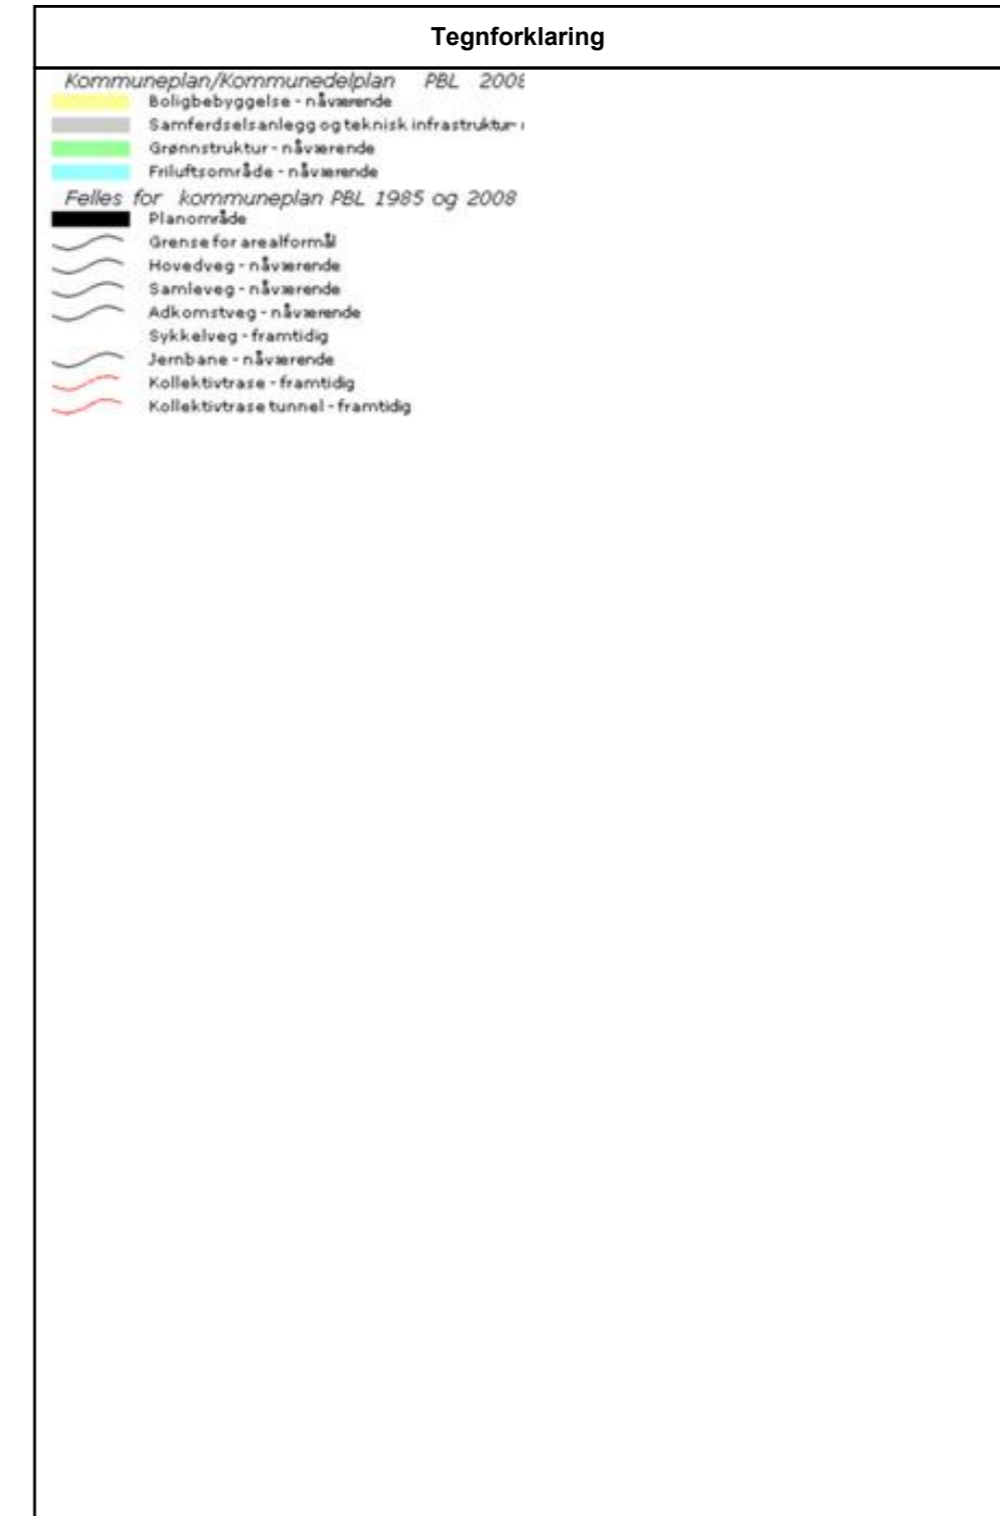 Tegnforklaring
Kommuneplan/Kommunedelplan PBL 2008
Boligbebyggelse - nåværende
Samferdselsanlegg og teknisk infrastruktur-
Grønnstruktur - nåværende
Friluftsområde - nåværende
Felles for kommuneplan PBL 1985 og 2008
Planområde
Grense for arealformål
Hovedveg - nåværende
Samleveg - nåværende
Adkomstveg - nåværende
Sykkelveg - framtidig
Jernbane - nåværende
Kollektivtrase - framtidig
Kollektivtrase tunnel - framtidig